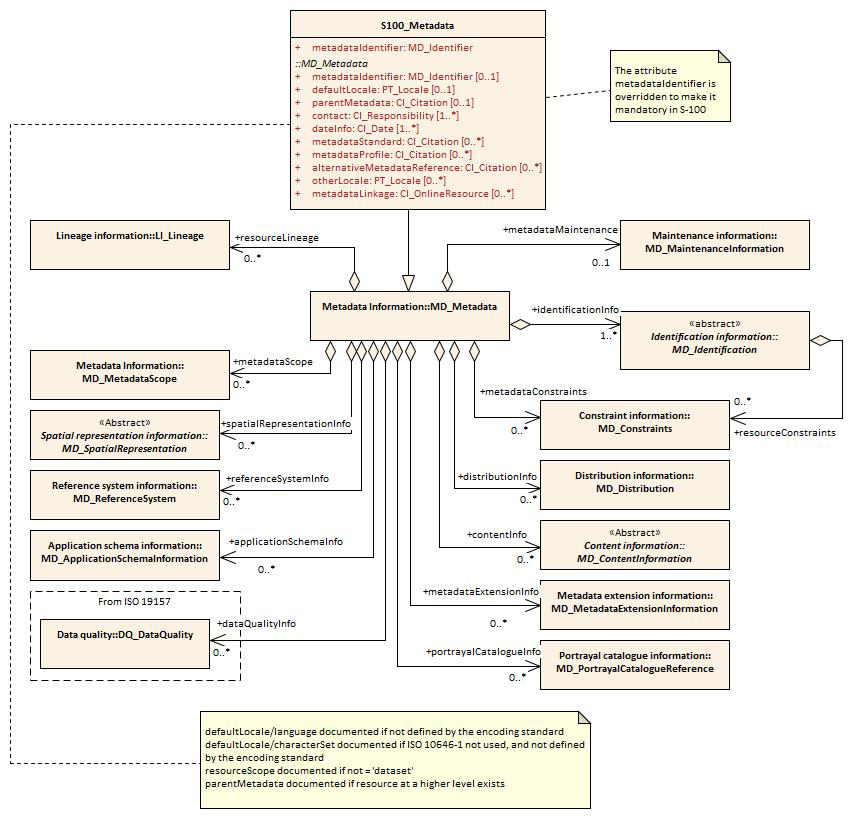 S100_Metadata
+ metadataIdentifier: MD_Identifier
::MD_Metadata
+ metadataIdentifier: MD_Identifier [0..1]
+ defaultLocale: PT_Locale [0..1]
+ parentMetadata: CI_Citation [0..1]
+ contact: CI_Responsibility [1..*]
+ dateInfo: CI_Date [1..*]
+ metadataStandard: CI_Citation [0..*]
+ metadataProfile: CI_Citation [0..*]
+ alternativeMetadataReference: CI_Citation [0..*]
+ otherLocale: PT_Locale [0..*]
+ metadataLinkage: CI_OnlineResource [0..*]
The attribute
metadataIdentifier is
overridden to make it
mandatory in S-100
Lineage information::LI_Lineage
+resourceLineage
0..*
+metadataMaintenance
0..1
Maintenance information::
MD_MaintenanceInformation
Metadata Information::MD_Metadata
+identificationInfo
1..*
«abstract»
Identification information::
MD_Identification
Metadata Information::
MD_MetadataScope
+metadataScope
0..*
+metadataConstraints
0..*
Constraint information::
MD_Constraints
0..*
+resourceConstraints
«Abstract»
Spatial representation information::
MD_SpatialRepresentation
+spatialRepresentationInfo
0..*
Reference system information::
MD_ReferenceSystem
+referenceSystemInfo
0..*
+distributionInfo
0..*
Distribution information::
MD_Distribution
Application schema information::
MD_ApplicationSchemaInformation
+applicationSchemaInfo
0..*
+contentInfo
0..*
«Abstract»
Content information::
MD_ContentInformation
From ISO 19157
Data quality::DQ_DataQuality
+dataQualityInfo
0..*
+metadataExtensionInfo
0..*
Metadata extension information::
MD_MetadataExtensionInformation
+portrayalCatalogueInfo
0..*
Portrayal catalogue information::
MD_PortrayalCatalogueReference
defaultLocale/language documented if not defined by the encoding standard
defaultLocale/characterSet documented if ISO 10646-1 not used, and not defined
by the encoding standard
resourceScope documented if not = 'dataset'
parentMetadata documented if resource at a higher level exists